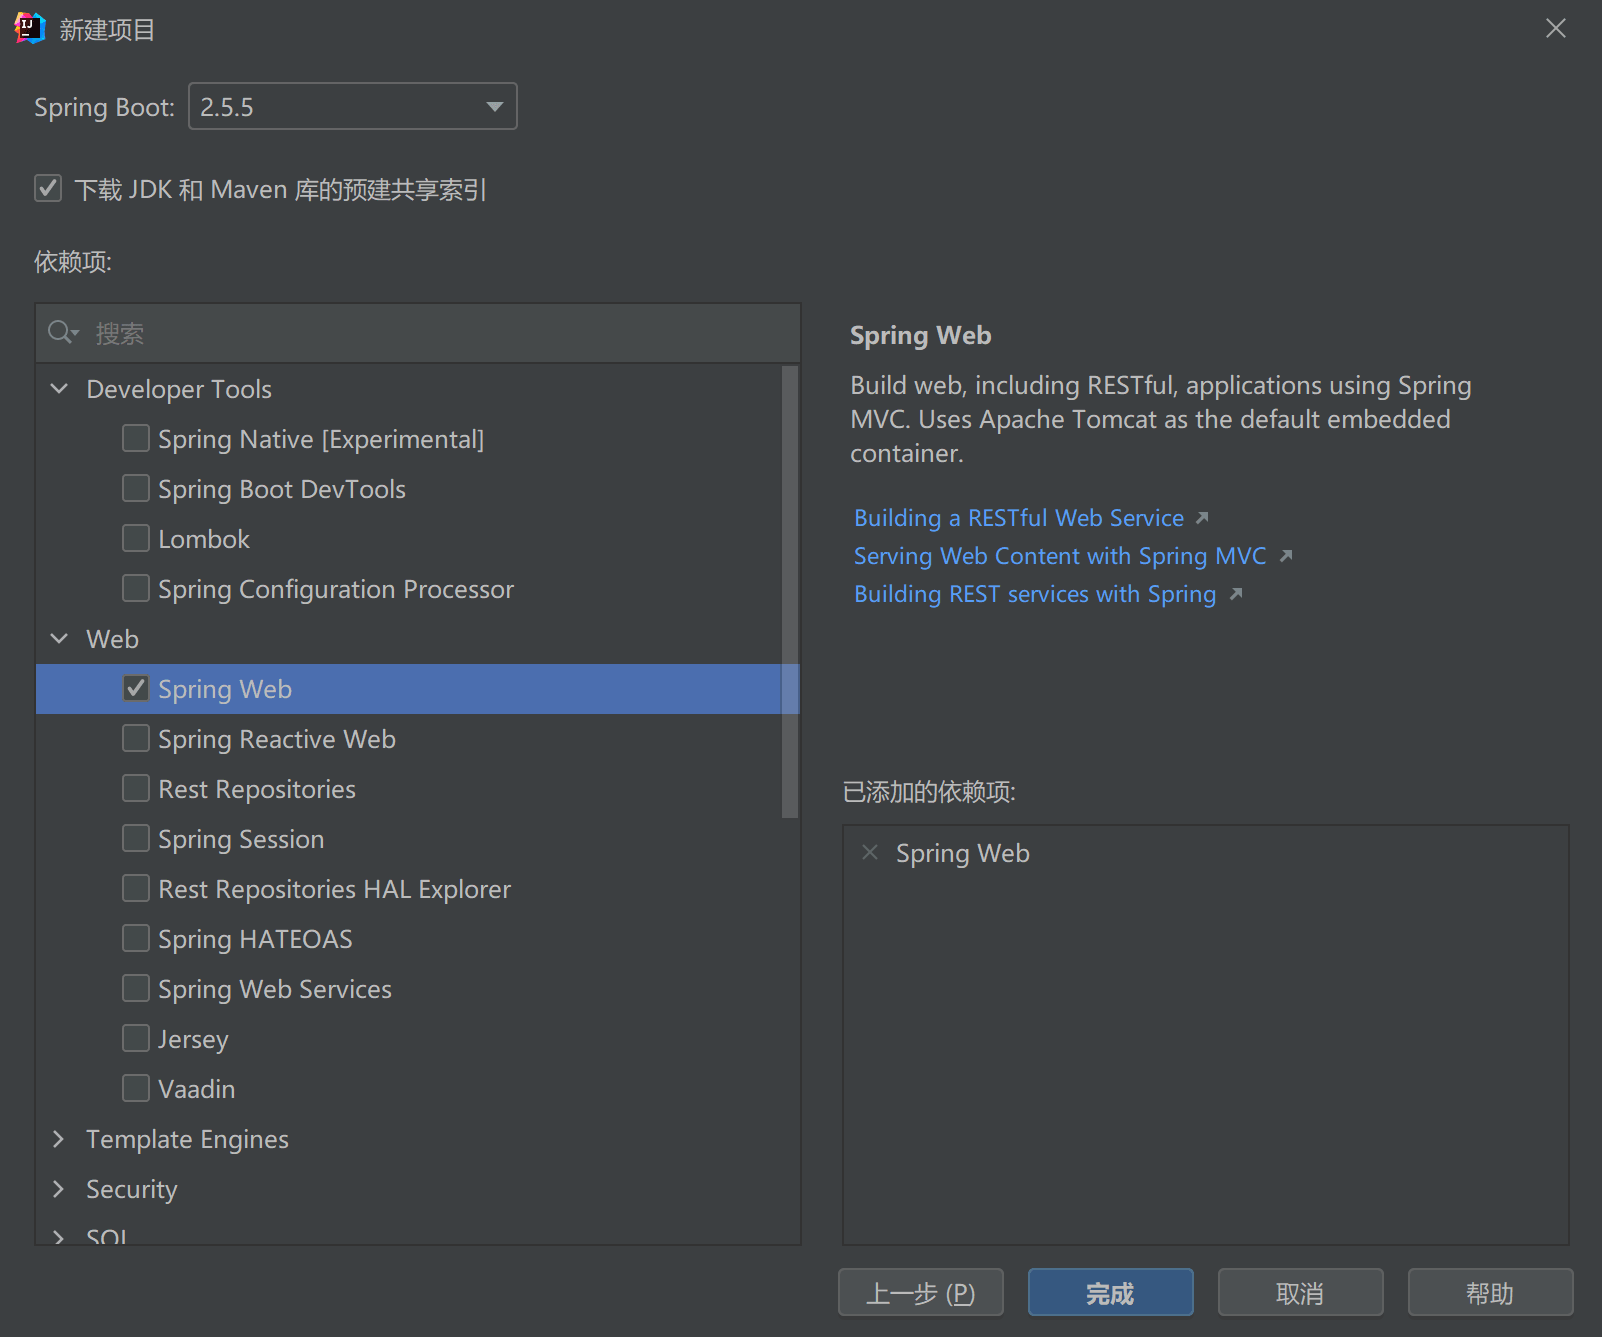 新建项目
Spring Boot: 2.5.5
下载 JDK 和 Maven 库的预建共享索引
依赖项:
搜索
Developer Tools
Spring Native [Experimental]
Spring Boot DevTools
Lombok
Spring Configuration Processor
Web
Spring Web
Spring Reactive Web
Rest Repositories
Spring Session
Rest Repositories HAL Explorer
Spring HATEOAS
Spring Web Services
Jersey
Vaadin
Template Engines
Security
SQL
Spring Web
Build web, including RESTful, applications using Spring
MVC. Uses Apache Tomcat as the default embedded
container.
Building a RESTful Web Service
Serving Web Content with Spring MVC
Building REST services with Spring
已添加的依赖项:
Spring Web
上一步 (P)
完成
取消
帮助